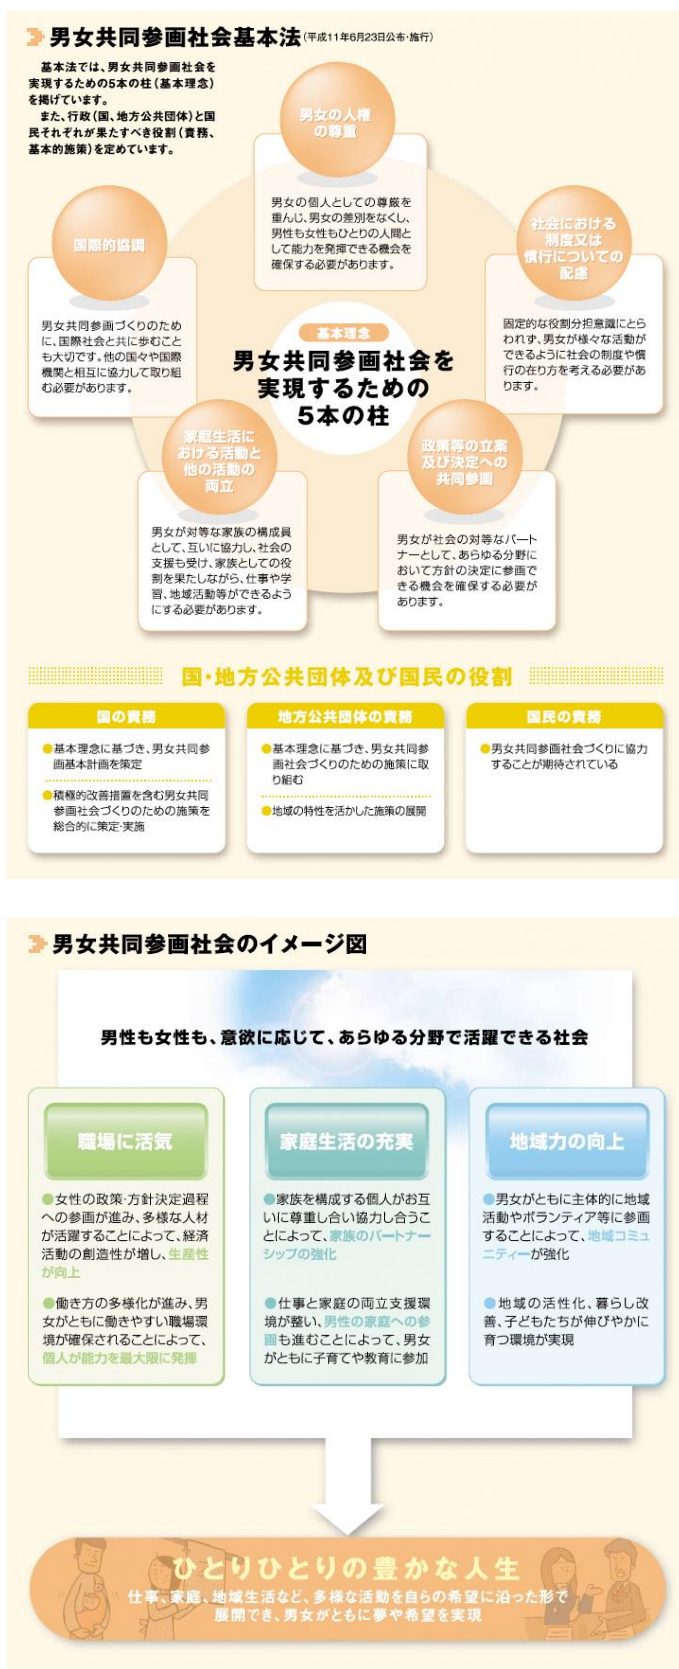 男女共同参画社会基本法(平成11年6月23日公布・施行)
基本法では、男女共同参画社会を
実現するための5本の柱(基本理念)
を掲げています。
また、行政(国、地方公共団体)と国
民それぞれが果たすべき役割(責務、
基本的施策)を定めています。
男女の人権
の尊重
男女の個人としての尊厳を
重んじ、男女の差別をなくし、
男性も女性もひとりの人間と
して能力を発揮できる機会を
確保する必要があります。
国際的協調
男女共同参画づくりのため
に、国際社会と共に歩むこと
も大切です。他の国々や国際
機関と相互に協力して取り組
む必要があります。
社会における
制度又は
慣行についての
配慮
固定的な役割分担意識にとら
われず、男女が様々な活動が
できるように社会の制度や慣
行の在り方を考える必要があ
ります。
基本理念
男女共同参画社会を
実現するための
5本の柱
家庭生活に
おける活動と
他の活動の
両立
男女が対等な家族の構成員
として、互いに協力し、社会の
支援も受け、家族としての役
割を果たしながら、仕事や学
習、地域活動等ができるよう
にする必要があります。
政策等の立案
及び決定への
共同参画
男女が社会の対等なパート
ナーとして、あらゆる分野に
おいて方針の決定に参画で
きる機会を確保する必要が
あります。
国・地方公共団体及び国民の役割
国の責務
●基本理念に基づき、男女共同参
画基本計画を策定
●積極的改善措置を含む男女共同
参画社会づくりのための施策を
総合的に策定・実施
地方公共団体の責務
●基本理念に基づき、男女共同参
画社会づくりのための施策に取
り組む
●地域の特性を活かした施策の展開
国民の責務
●男女共同参画社会づくりに協力
することが期待されている
男女共同参画社会のイメージ図
男性も女性も、意欲に応じて、あらゆる分野で活躍できる社会
職場に活気
●女性の政策・方針決定過程
への参画が進み、多様な人材
が活躍することによって、経済
活動の創造性が増し、生産性
が向上
●働き方の多様化が進み、男
女がともに働きやすい職場環
境が確保されることによって、
個人が能力を最大限に発揮
家庭生活の充実
●家族を構成する個人がお互
いに尊重し合い協力し合うこ
とによって、家族のパートナー
シップの強化
●仕事と家庭の両立支援環
境が整い、男性の家庭への参
画も進むことによって、男女
がともに子育てや教育に参加
地域力の向上
●男女がともに主体的に地域
活動やボランティア等に参画
することによって、地域コミュ
ニティーが強化
●地域の活性化、暮らし改
善、子どもたちが伸びやかに
育つ環境が実現
ひとりひとりの豊かな人生
仕事、家庭、地域生活など、多様な活動を自らの希望に沿った形で
展開でき、男女がともに夢や希望を実現